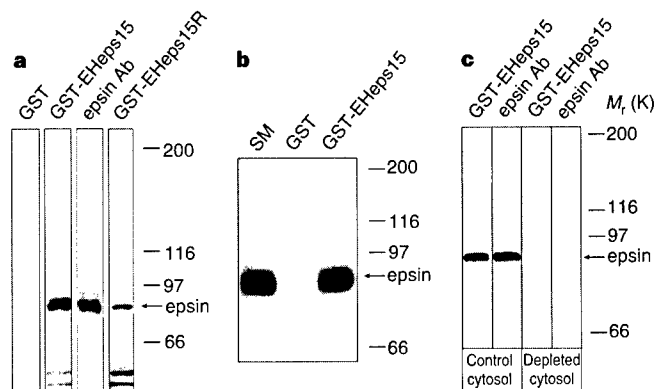 a
GST
GST-EHeps15
epsin Ab
GST-EHeps15R
200
116
97
epsin
66
b
SM
GST
GST-EHeps15
200
116
97
epsin
66
c
GST-EHeps15
epsin Ab
GST-EHeps15
epsin Ab
Mr (K)
200
116
97
epsin
66
Control
cytosol
Depleted
cytosol